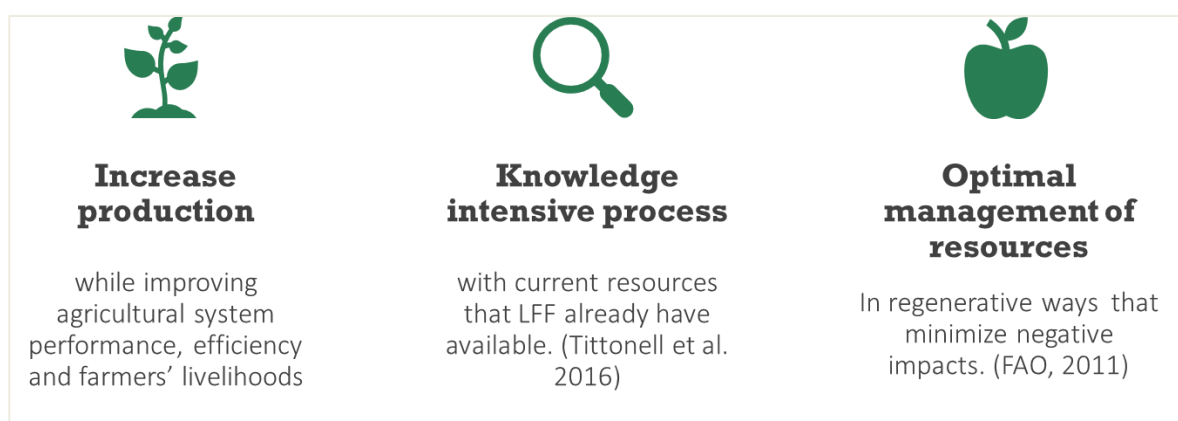 Increase
production
while improving
agricultural system
performance, efficiency
and farmers’ livelihoods
Knowledge
intensive process
with current resources
that LFF already have
available. (Tittonell et al.
2016)
Optimal
management of
resources
In regenerative ways that
minimize negative
impacts. (FAO, 2011)